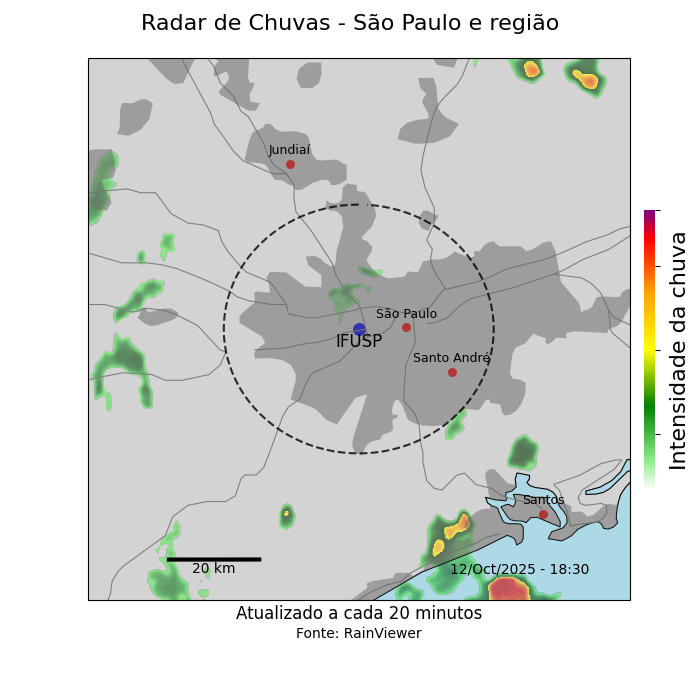 Radar de Chuvas - São Paulo e região
Jundiaí
São Paulo
IFUSP
Santo André
Santos
20 km
12/Oct/2025 - 18:30
Intensidade da chuva
Atualizado a cada 20 minutos
Fonte: RainViewer